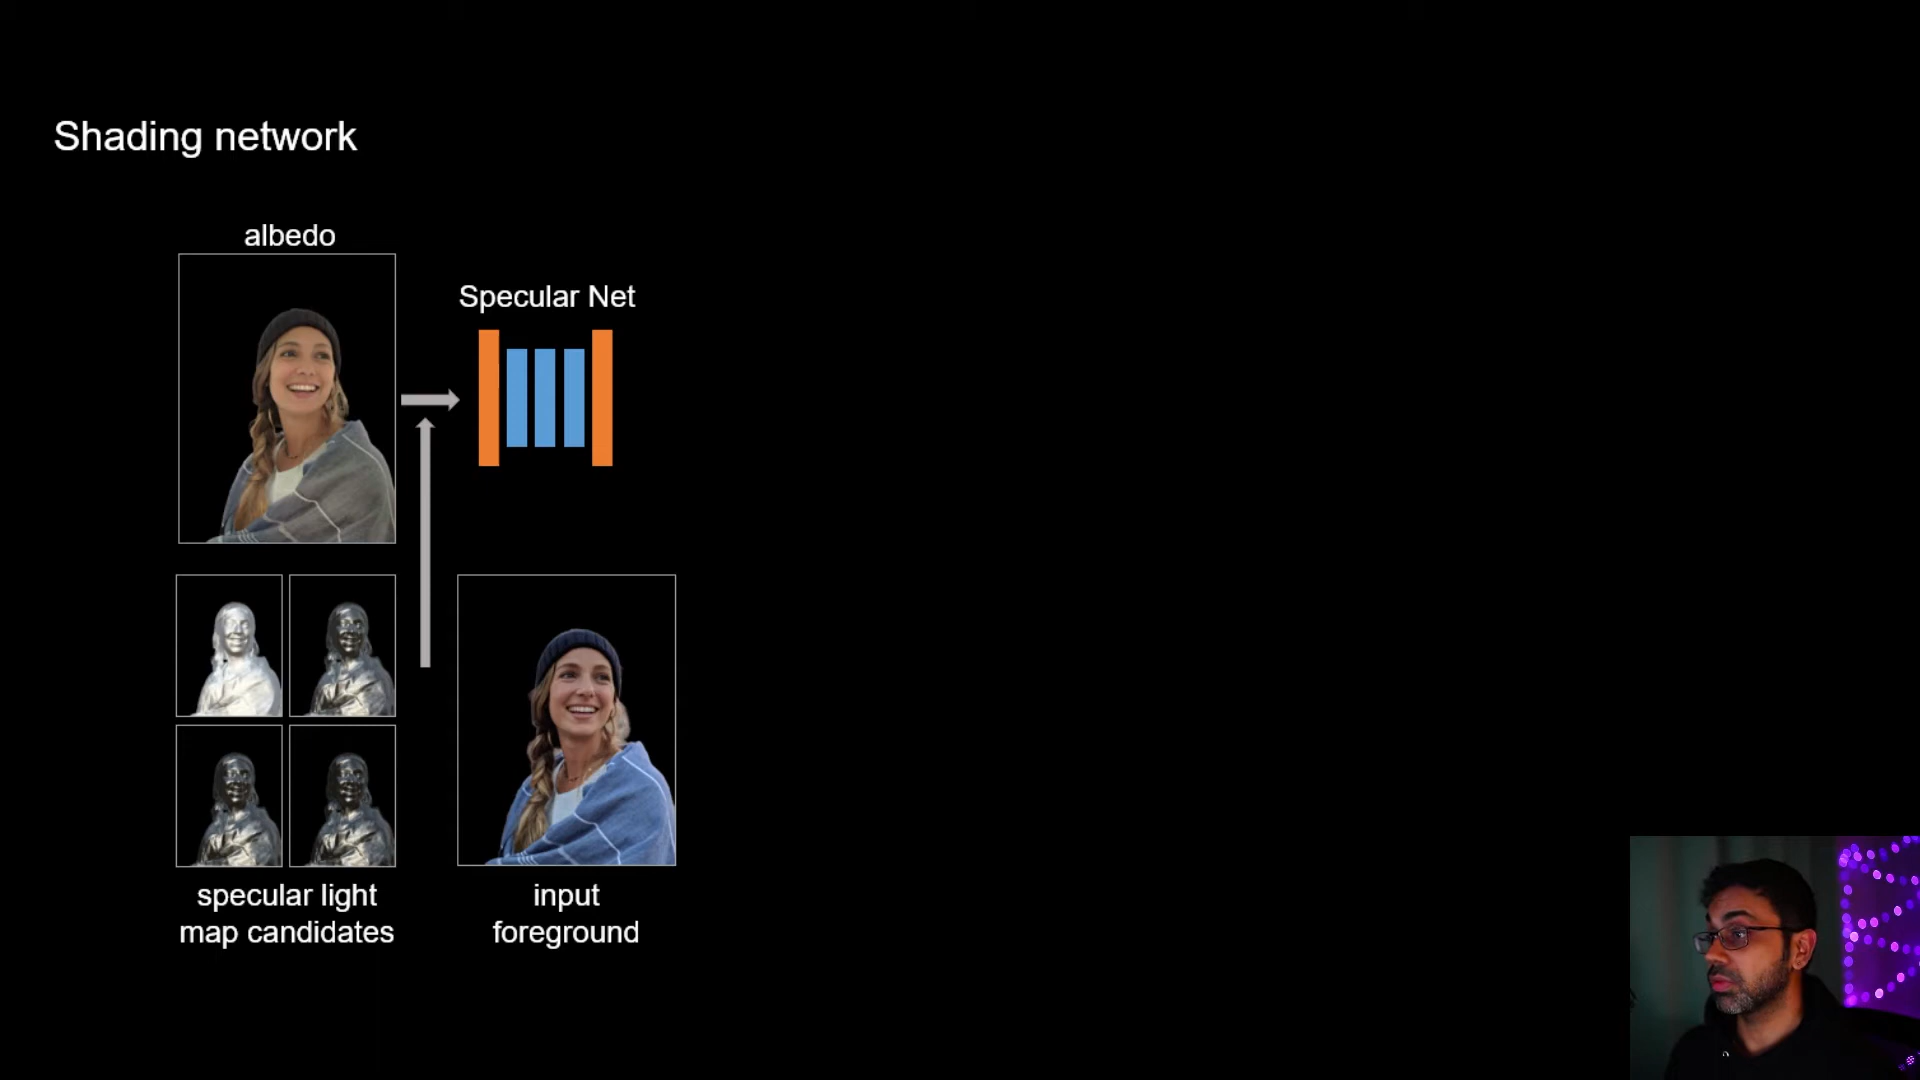 Shading network
albedo
Specular Net
specular light
map candidates
input
foreground